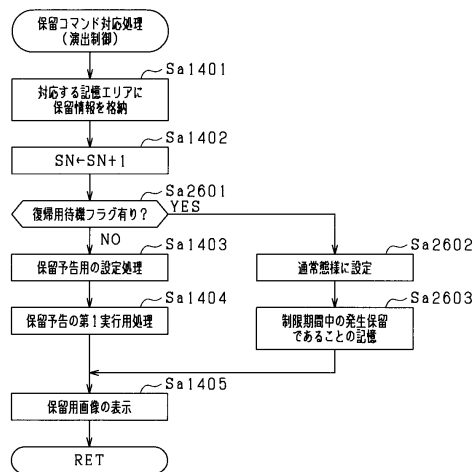 保留コマンド対応処理
(演出制御)
Sa1401
対応する記憶エリアに
保留情報を格納
Sa1402
SN←SN+1
Sa2601
復帰用待機フラグ有り?
YES
NO
Sa1403
保留予告用の設定処理
Sa2602
通常態様に設定
Sa1404
保留予告の第1実行用処理
Sa2603
制限期間中の発生保留
であることの記憶
Sa1405
保留用画像の表示
RET